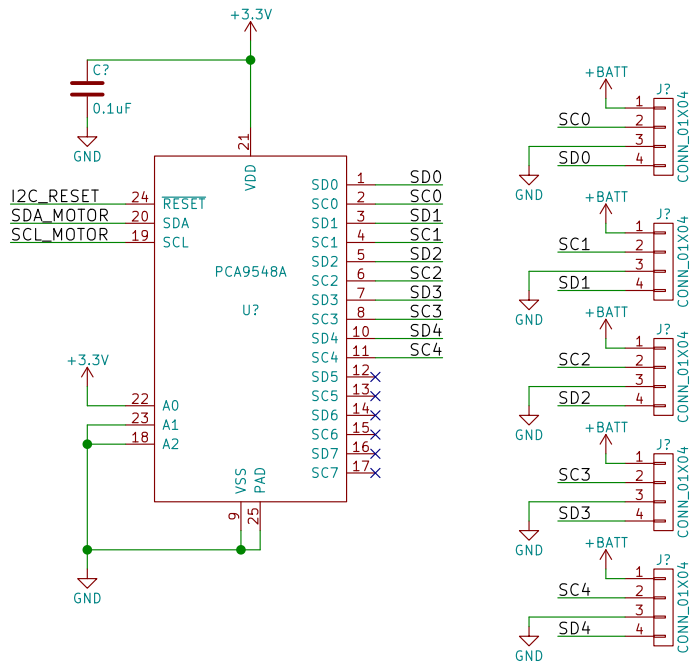 +3.3V
C?
0.1uF
GND
21
VDD
I2C_RESET 24 RESET
SDA_MOTOR 20 SDA
SCL_MOTOR 19 SCL
PCA9548A
U?
SD0 1 SD0
SC0 2 SC0
SD1 3 SD1
SC1 4 SC1
SD2 5 SD2
SC2 6 SC2
SD3 7 SD3
SC3 8 SC3
SD4 10 SD4
SC4 11 SC4
SD5 12
SC5 13
SD6 14
SC6 15
SD7 16
SC7 17
+3.3V
22 A0
23 A1
18 A2
VSS PAD
9 25
GND
+BATT J?
1
SC0 2
3
SD0 4
GND
CONN_01X04
+BATT J?
1
SC1 2
3
SD1 4
GND
CONN_01X04
+BATT J?
1
SC2 2
3
SD2 4
GND
CONN_01X04
+BATT J?
1
SC3 2
3
SD3 4
GND
CONN_01X04
+BATT J?
1
SC4 2
3
SD4 4
GND
CONN_01X04